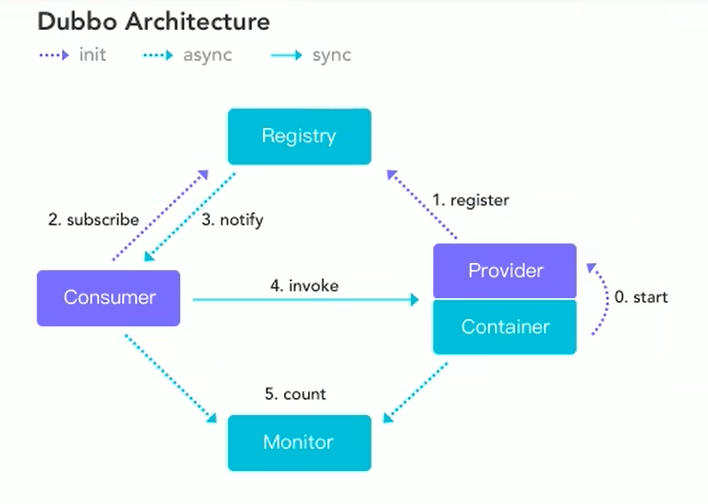 Dubbo Architecture
init async sync
Registry
1. register
2. subscribe 3. notify
Provider
Consumer
4. invoke
0. start
Container
5. count
Monitor